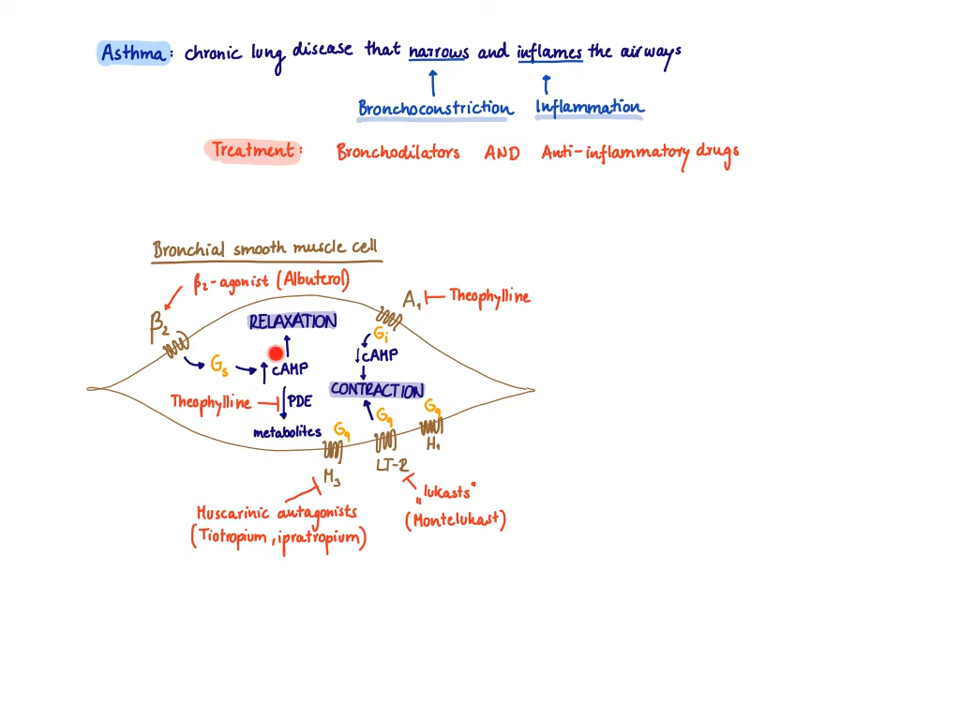 Asthma: chronic lung disease that narrows and inflames the airways
Bronchoconstriction Inflammation
Treatment: Bronchodilators AND Anti-inflammatory drugs
Bronchial smooth muscle cell
β₂-agonist (Albuterol)
A₁ Theophylline
β₂
RELAXATION
Gi
Gs ↑ cAMP
↓cAMP
CONTRACTION
Theophylline PDE
metabolites
Gq Gq Gq
M₃ LT-2 H₁
Muscarinic antagonists
(Tiotropium, ipratropium)
„lukasts"
(Montelukast)